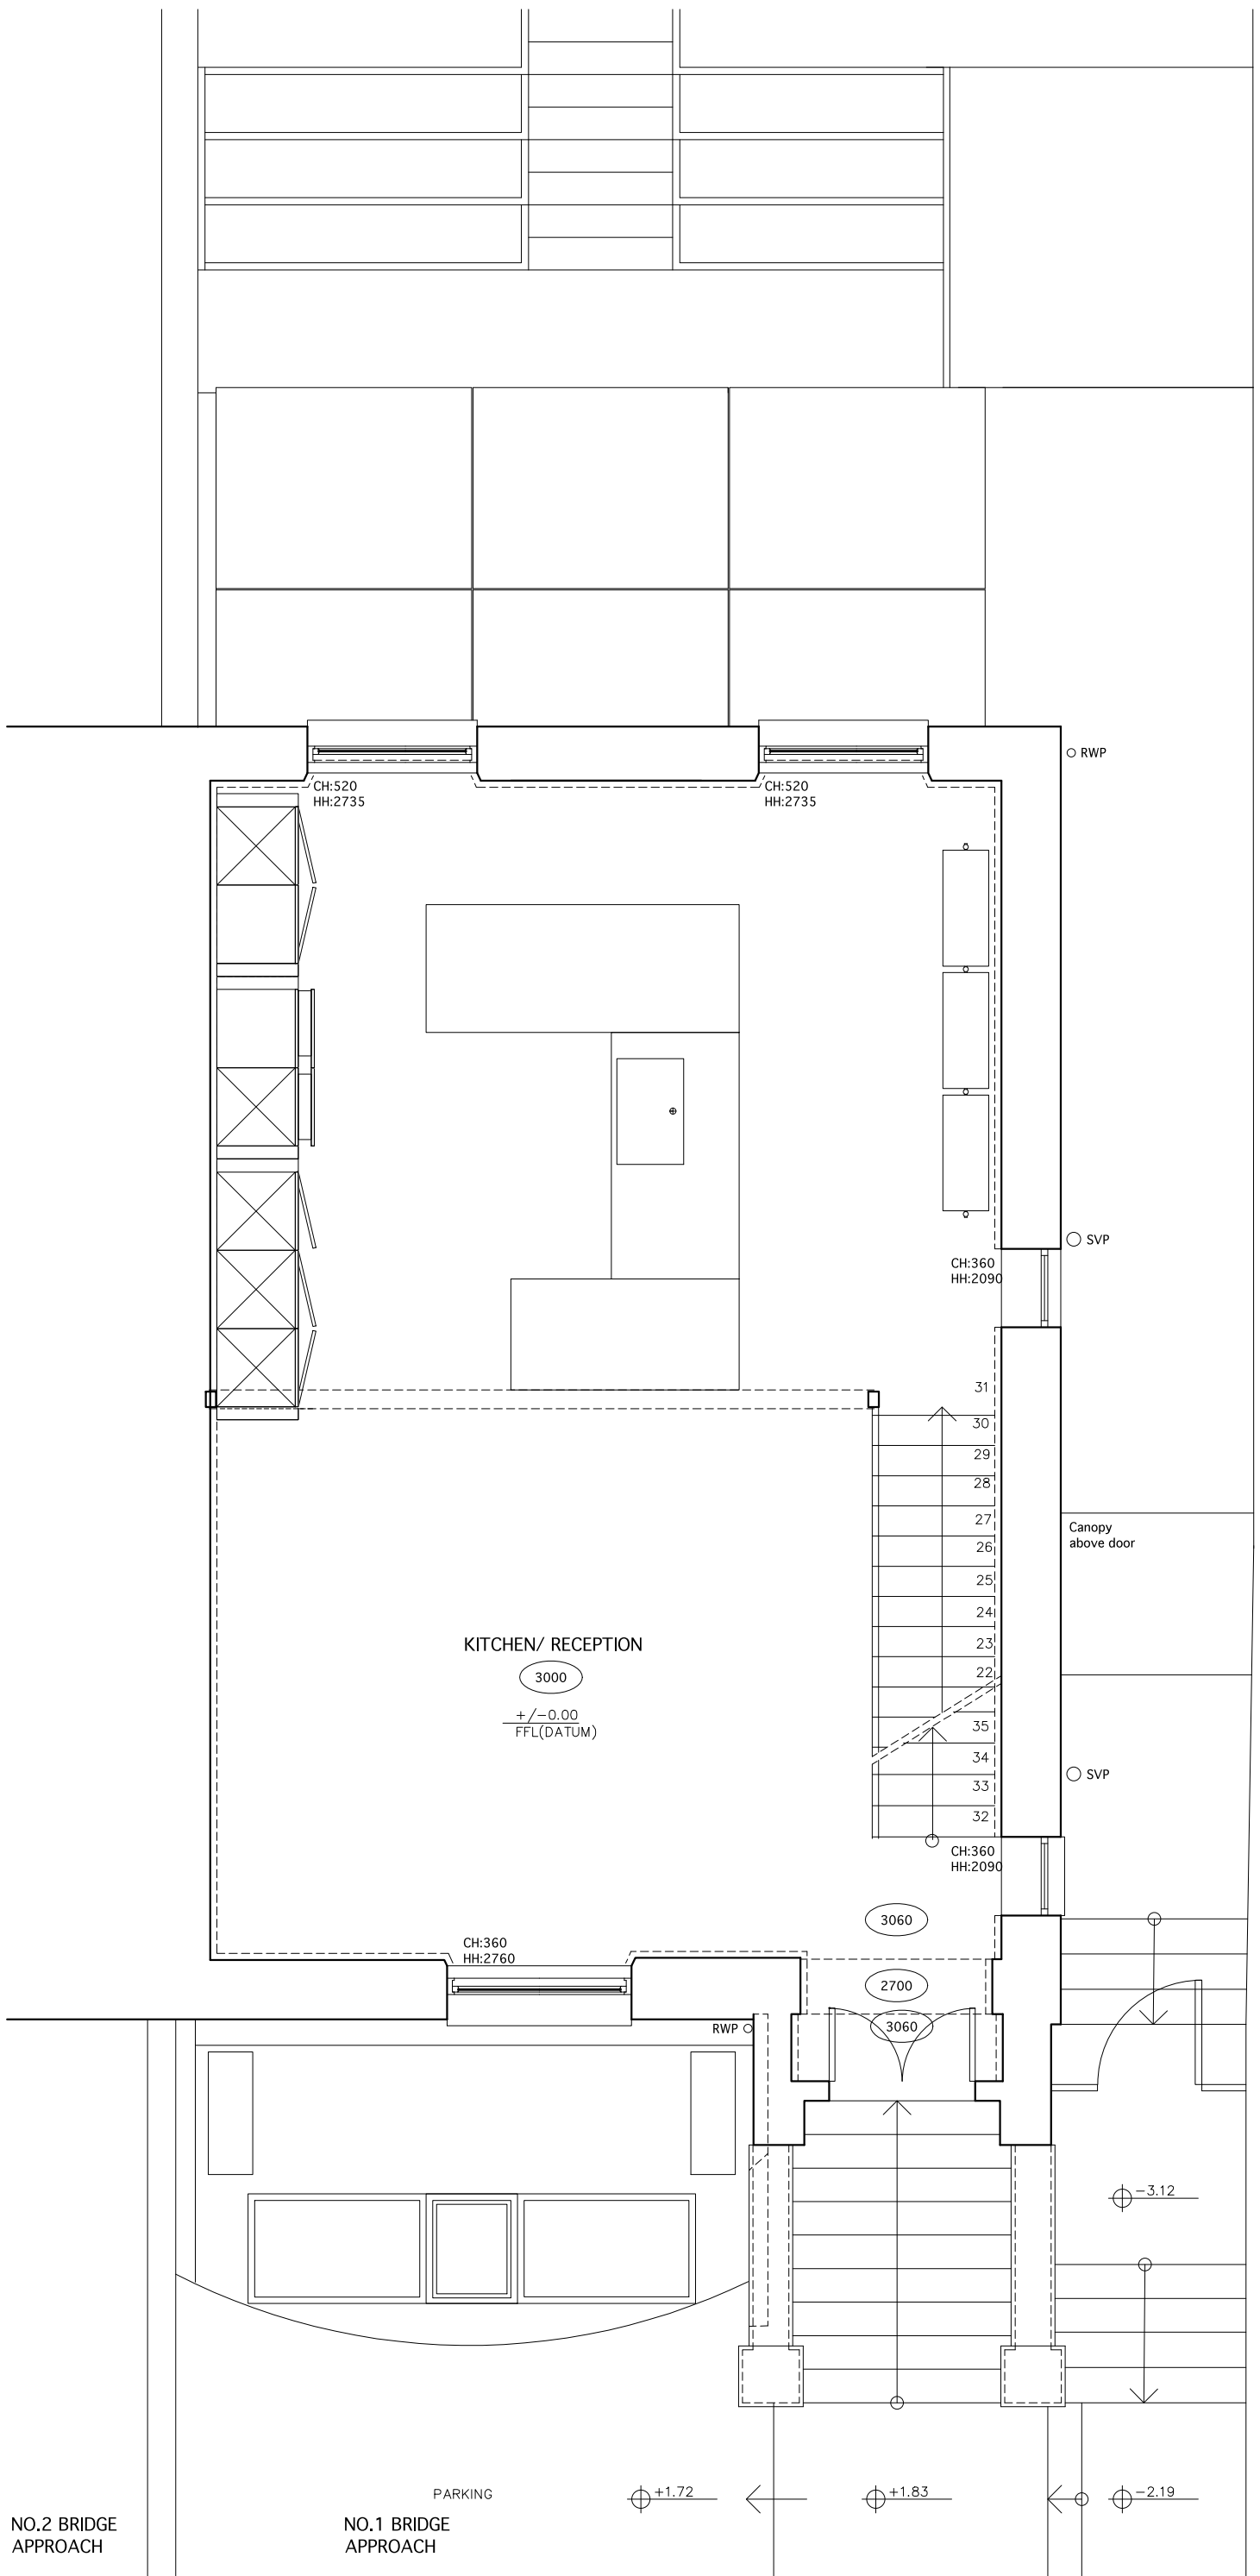 RWP
CH:520
HH:2735
CH:520
HH:2735
SVP
CH:360
HH:2090
31
30
29
28
27
26
25
24
23
22
35
34
33
32
Canopy
above door
KITCHEN/ RECEPTION
3000
+/-0.00
FFL(DATUM)
SVP
CH:360
HH:2090
3060
CH:360
HH:2760
2700
3060
RWP
-3.12
PARKING
+1.72
+1.83
-2.19
NO.2 BRIDGE
APPROACH
NO.1 BRIDGE
APPROACH